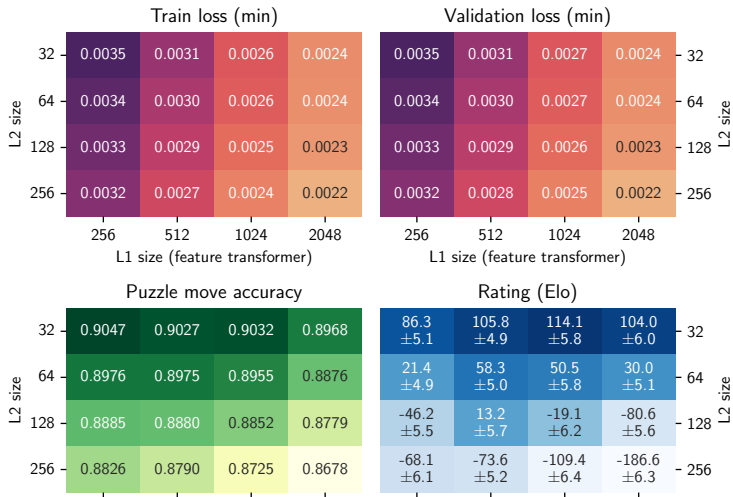 Train loss (min)
Validation loss (min)
32 0.0035 0.0031 0.0026 0.0024
0.0035 0.0031 0.0027 0.0024 32
64 0.0034 0.0030 0.0026 0.0024
0.0034 0.0030 0.0027 0.0024 64
128 0.0033 0.0029 0.0025 0.0023
0.0033 0.0029 0.0026 0.0023 128
256 0.0032 0.0027 0.0024 0.0022
0.0032 0.0028 0.0025 0.0022 256
L2 size
L2 size
256 512 1024 2048
256 512 1024 2048
L1 size (feature transformer)
L1 size (feature transformer)
Puzzle move accuracy
Rating (Elo)
32 0.9047 0.9027 0.9032 0.8968
86.3 105.8 114.1 104.0
±5.1 ±4.9 ±5.8 ±6.0
32
64 0.8976 0.8975 0.8955 0.8876
21.4 58.3 50.5 30.0
±4.9 ±5.0 ±5.8 ±5.1
64
128 0.8885 0.8880 0.8852 0.8779
-46.2 13.2 -19.1 -80.6
±5.5 ±5.7 ±6.2 ±5.6
128
256 0.8826 0.8790 0.8725 0.8678
-68.1 -73.6 -109.4 -186.6
±6.1 ±5.2 ±6.4 ±6.3
256
L2 size
L2 size